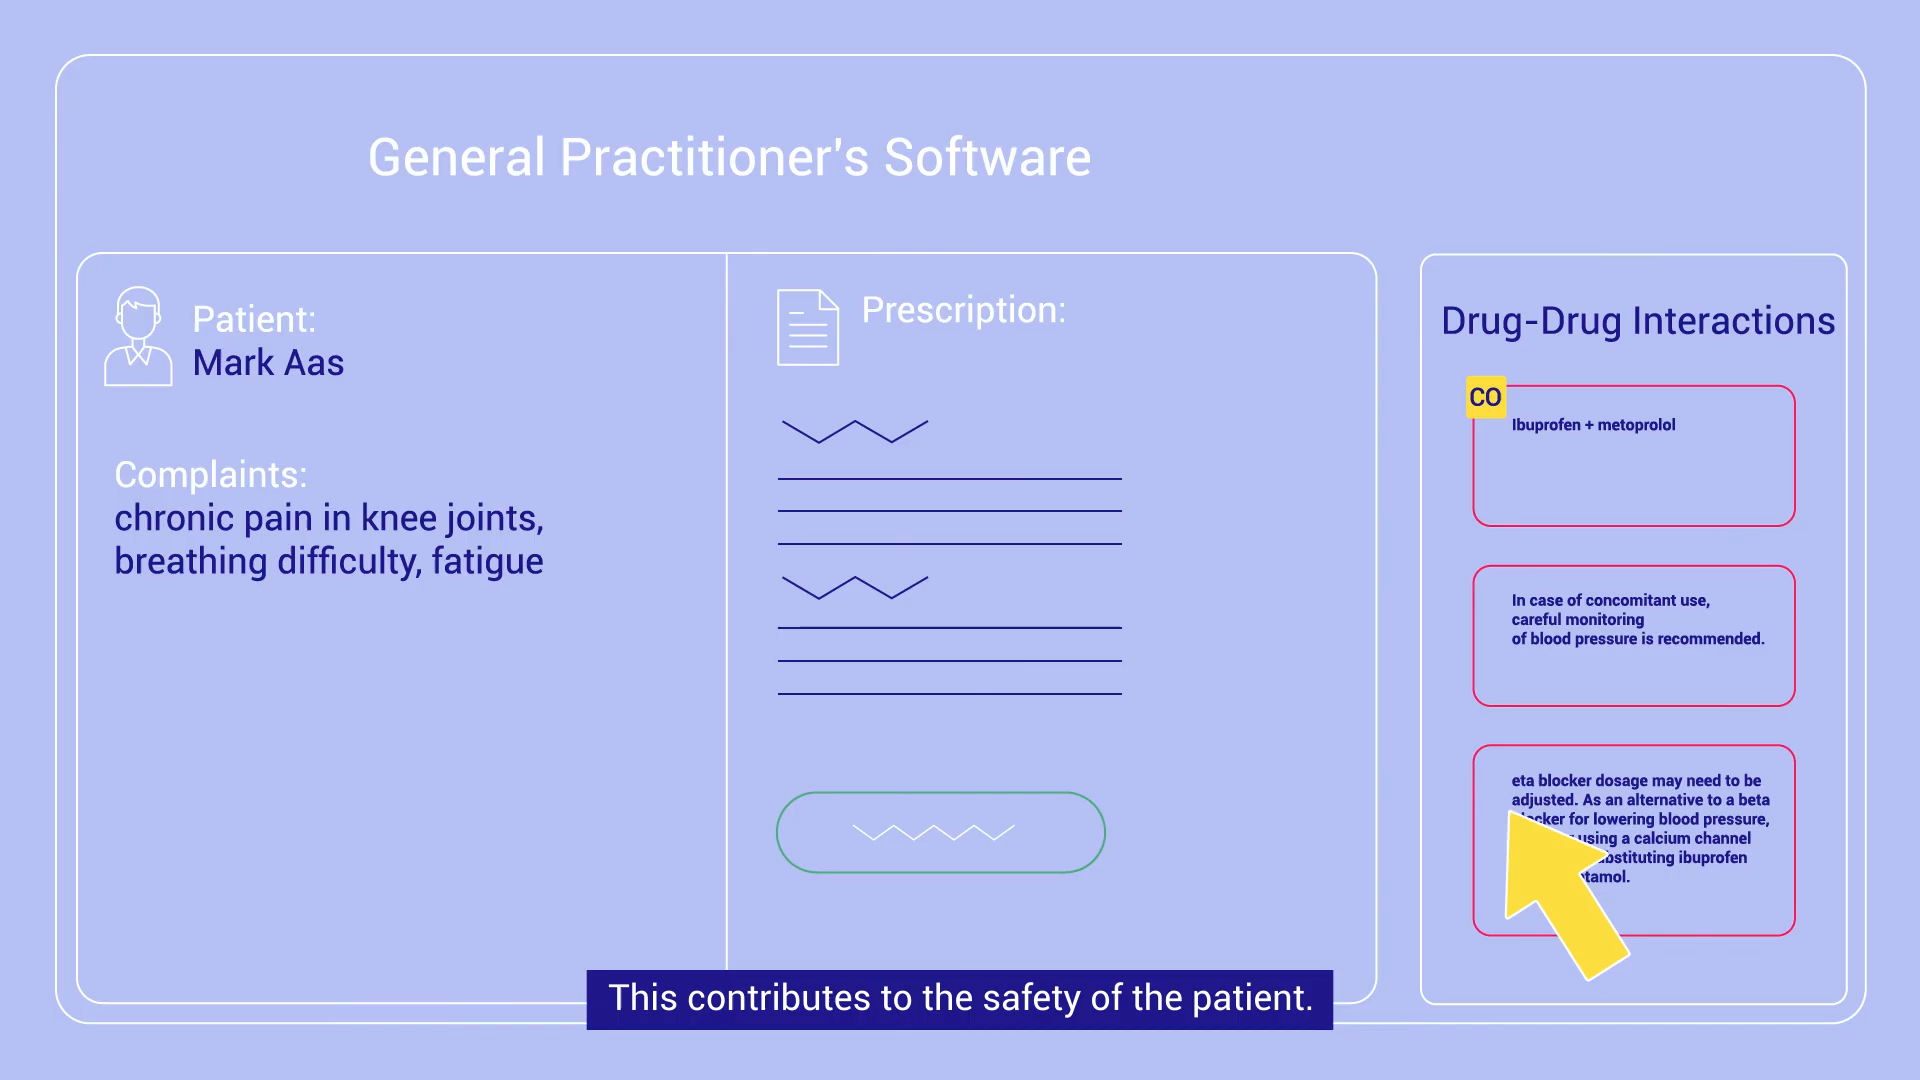 General Practitioner's Software
Patient:
Mark Aas
Complaints:
chronic pain in knee joints,
breathing difficulty, fatigue
Prescription:
Drug-Drug Interactions
CO
Ibuprofen + metoprolol
In case of concomitant use,
careful monitoring
of blood pressure is recommended.
eta blocker dosage may need to be
adjusted. As an alternative to a beta
for lowering blood pressure,
using a calcium channel
ibuprofen
This contributes to the safety of the patient.